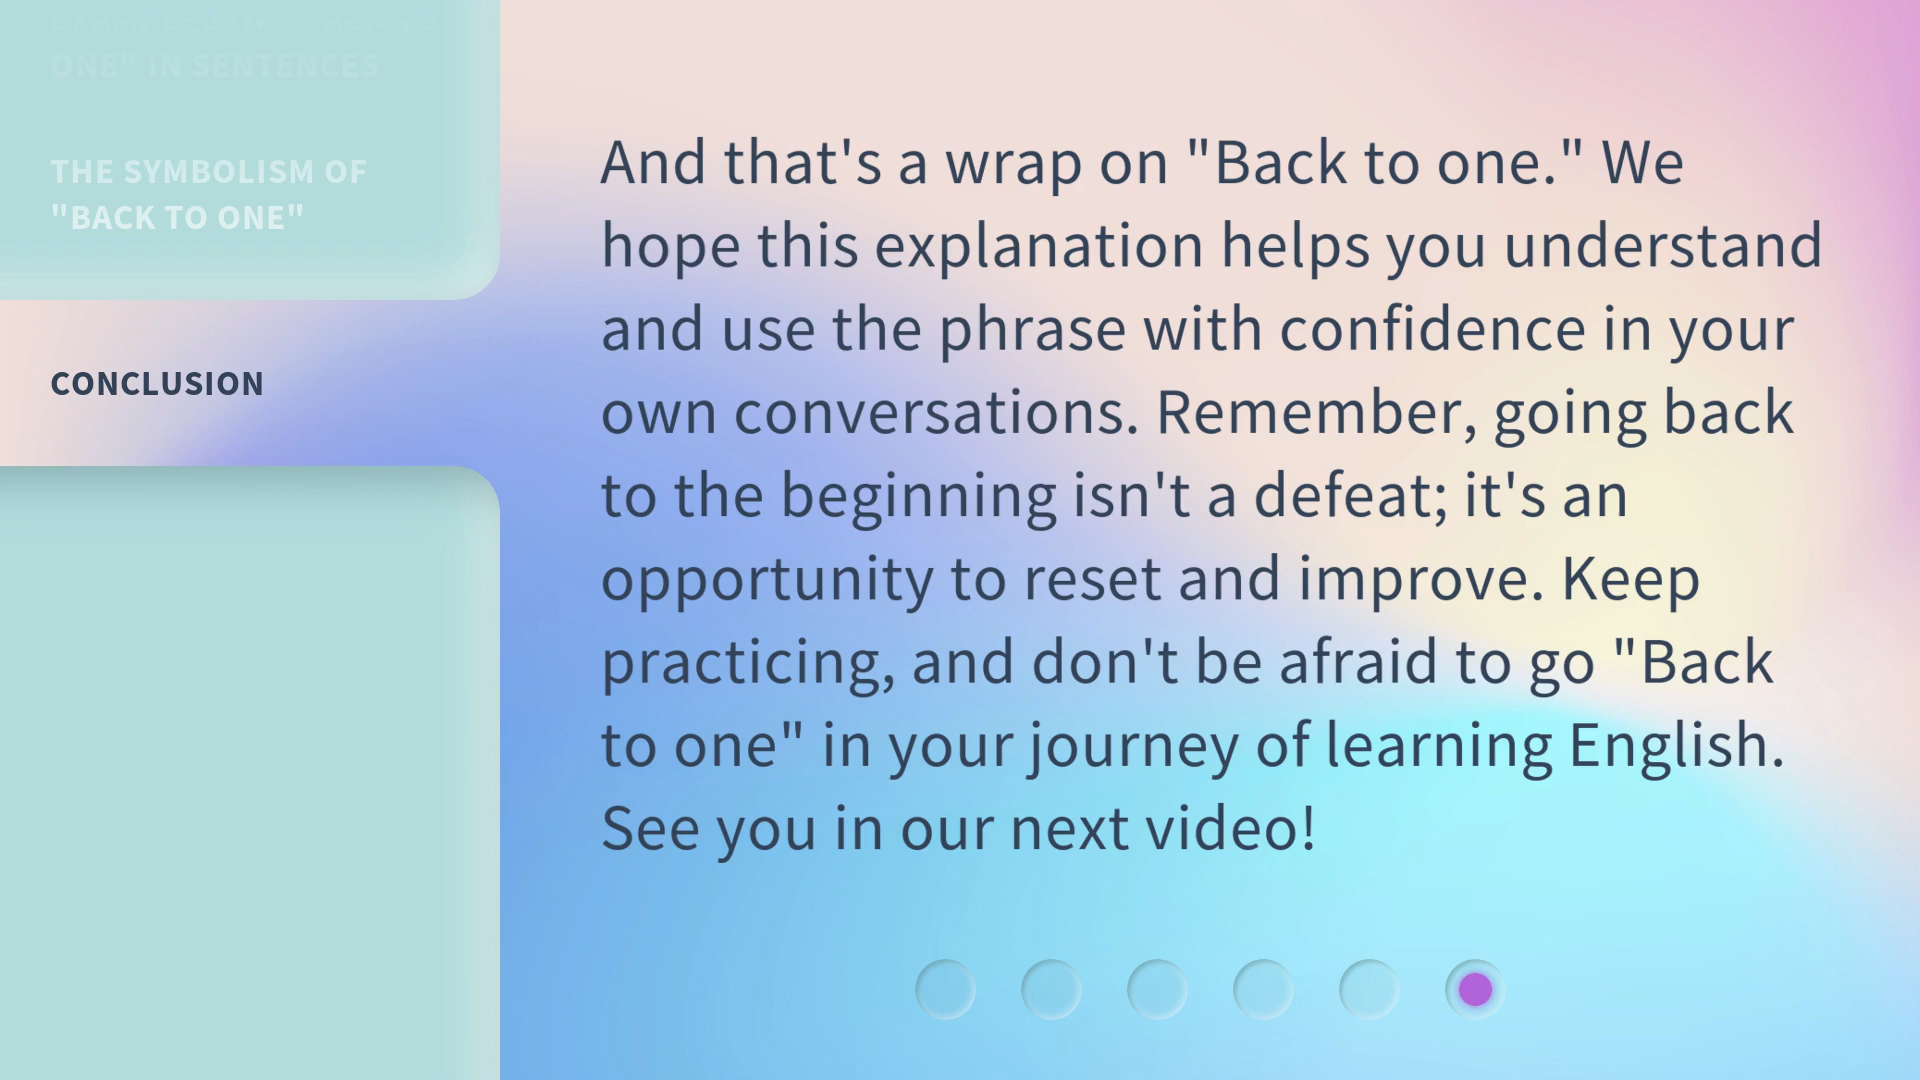 ONE" IN SENTENCES
THE SYMBOLISM OF
"BACK TO ONE"
CONCLUSION
And that's a wrap on "Back to one." We
hope this explanation helps you understand
and use the phrase with confidence in your
own conversations. Remember, going back
to the beginning isn't a defeat; it's an
opportunity to reset and improve. Keep
practicing, and don't be afraid to go "Back
to one" in your journey of learning English.
See you in our next video!